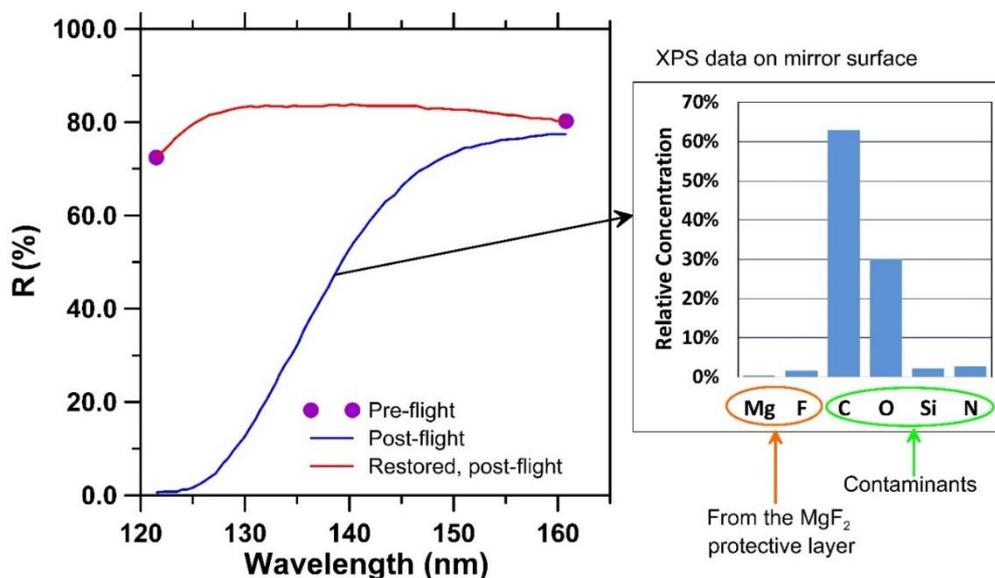 100.0
80.0
60.0
40.0
20.0
0.0
R (%)
120 130 140 150 160
Wavelength (nm)
Pre-flight
Post-flight
Restored, post-flight
XPS data on mirror surface
70%
60%
50%
40%
30%
20%
10%
0%
Relative Concentration
Mg F C O Si N
Contaminants
From the MgF₂
protective layer